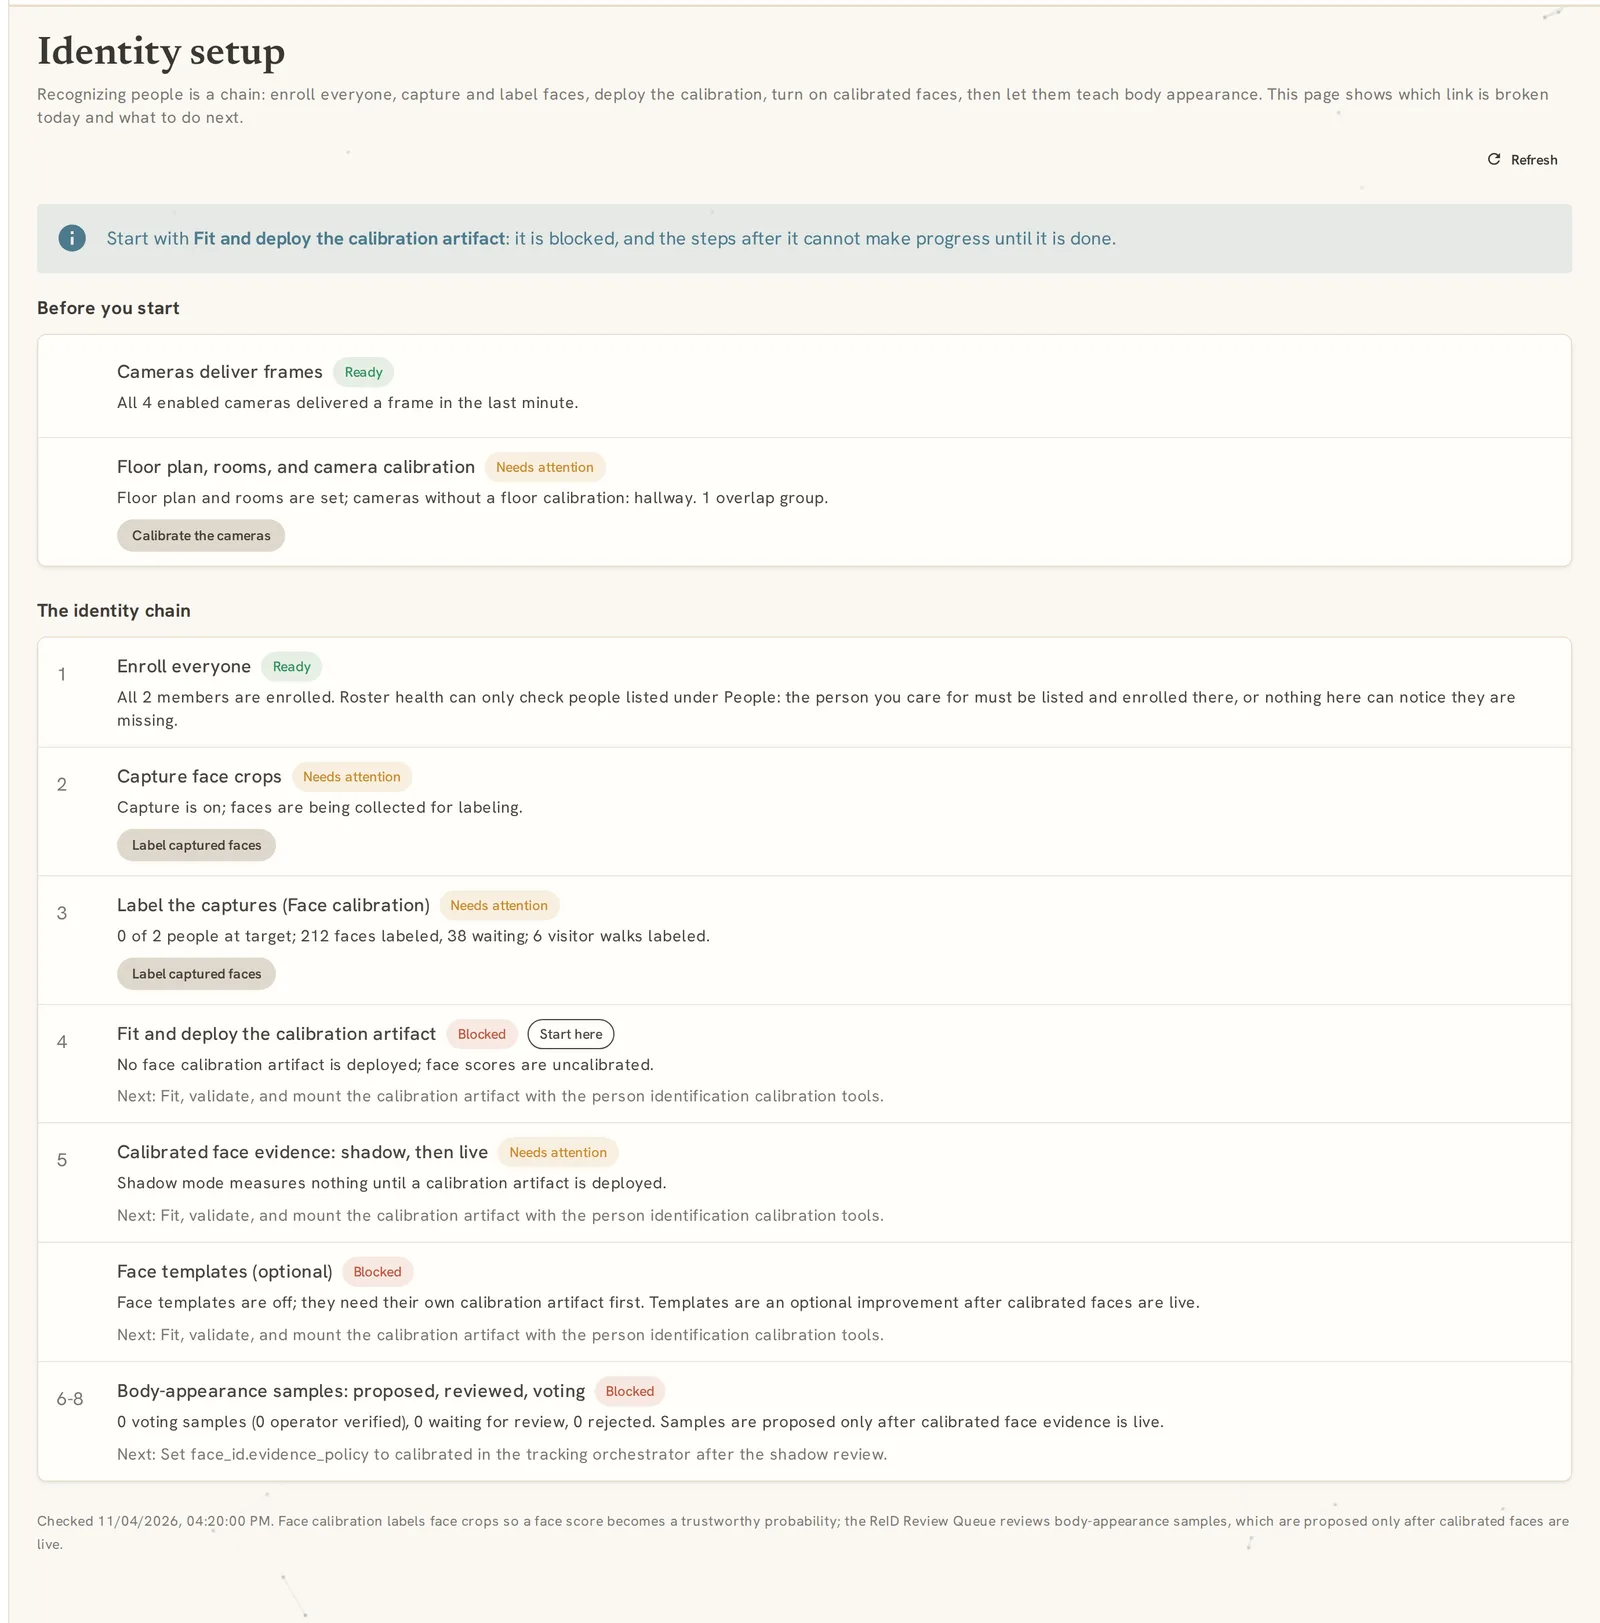 Identity setup
Recognizing people is a chain: enroll everyone, capture and label faces, deploy the calibration, turn on calibrated faces, then let them teach body appearance. This page shows which link is broken
today and what to do next.
Refresh
Start with Fit and deploy the calibration artifact: it is blocked, and the steps after it cannot make progress until it is done.
Before you start
Cameras deliver frames Ready
All 4 enabled cameras delivered a frame in the last minute.
Floor plan, rooms, and camera calibration Needs attention
Floor plan and rooms are set; cameras without a floor calibration: hallway. 1 overlap group.
Calibrate the cameras
The identity chain
1 Enroll everyone Ready
All 2 members are enrolled. Roster health can only check people listed under People: the person you care for must be listed and enrolled there, or nothing here can notice they are
missing.
2 Capture face crops Needs attention
Capture is on; faces are being collected for labeling.
Label captured faces
3 Label the captures (Face calibration) Needs attention
0 of 2 people at target; 212 faces labeled, 38 waiting; 6 visitor walks labeled.
Label captured faces
4 Fit and deploy the calibration artifact Blocked Start here
No face calibration artifact is deployed; face scores are uncalibrated.
Next: Fit, validate, and mount the calibration artifact with the person identification calibration tools.
5 Calibrated face evidence: shadow, then live Needs attention
Shadow mode measures nothing until a calibration artifact is deployed.
Next: Fit, validate, and mount the calibration artifact with the person identification calibration tools.
Face templates (optional) Blocked
Face templates are off; they need their own calibration artifact first. Templates are an optional improvement after calibrated faces are live.
Next: Fit, validate, and mount the calibration artifact with the person identification calibration tools.
6-8 Body-appearance samples: proposed, reviewed, voting Blocked
0 voting samples (0 operator verified), 0 waiting for review, 0 rejected. Samples are proposed only after calibrated face evidence is live.
Next: Set face_id.evidence_policy to calibrated in the tracking orchestrator after the shadow review.
Checked 11/04/2026, 04:20:00 PM. Face calibration labels face crops so a face score becomes a trustworthy probability; the ReID Review Queue reviews body-appearance samples, which are proposed only after calibrated faces are
live.